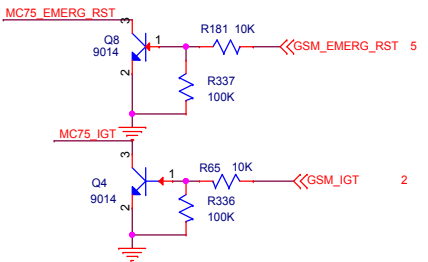 MC75_EMERG_RST
3
R181 10K
Q8
1
GSM_EMERG_RST 5
9014
2
R337
100K
MC75_IGT
3
R65 10K
1
Q4
GSM_IGT 2
9014
2
R336
100K